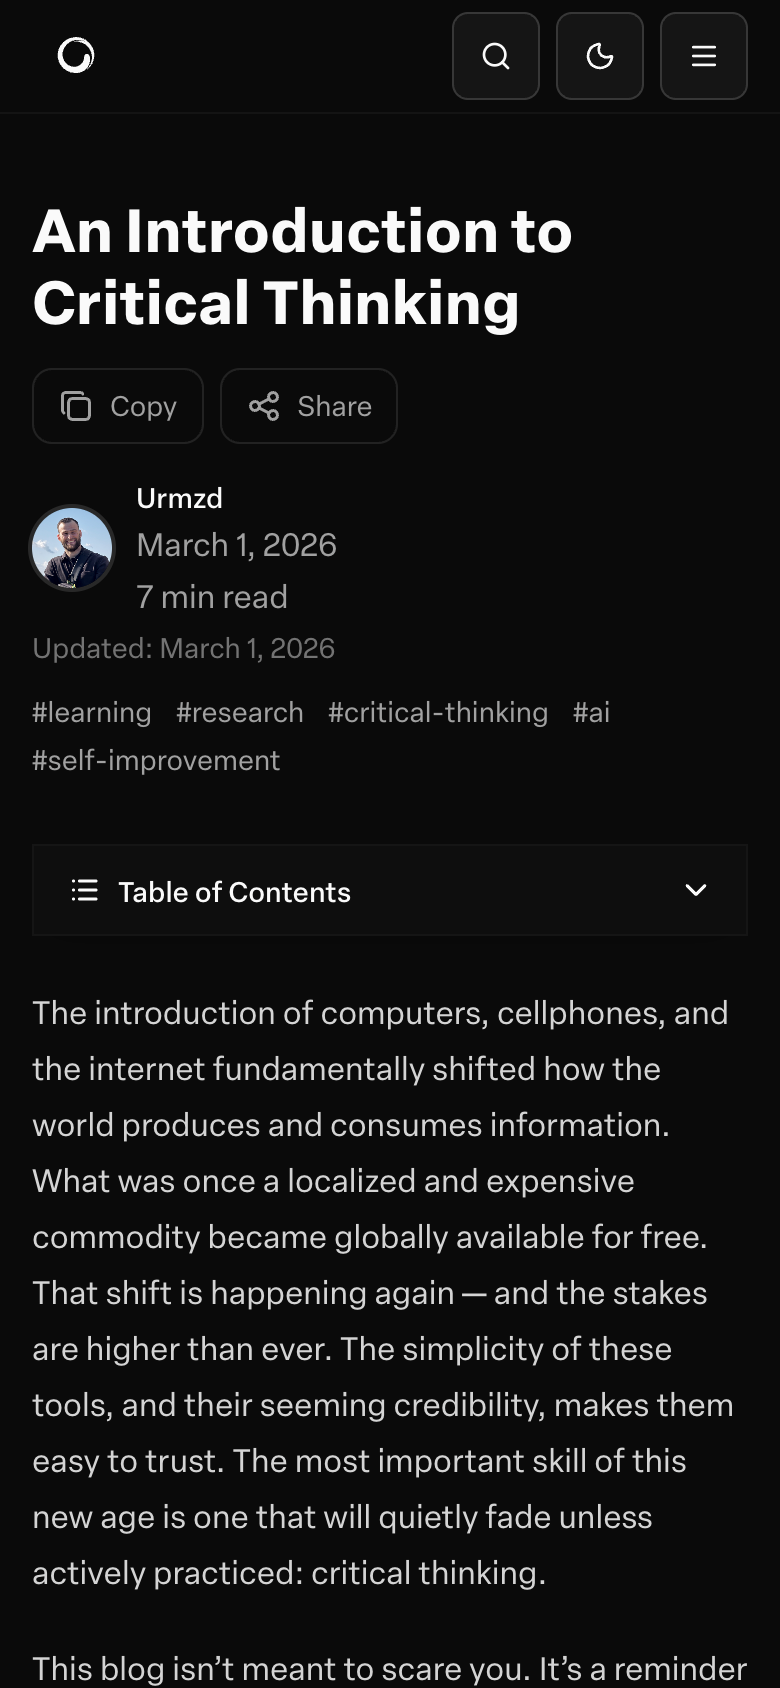 An Introduction to
Critical Thinking
Copy
Share
Urmzd
March 1, 2026
7 min read
Updated: March 1, 2026
#learning #research #critical-thinking #ai
#self-improvement
Table of Contents
The introduction of computers, cellphones, and
the internet fundamentally shifted how the
world produces and consumes information.
What was once a localized and expensive
commodity became globally available for free.
That shift is happening again — and the stakes
are higher than ever. The simplicity of these
tools, and their seeming credibility, makes them
easy to trust. The most important skill of this
new age is one that will quietly fade unless
actively practiced: critical thinking.
This blog isn’t meant to scare you. It’s a reminder